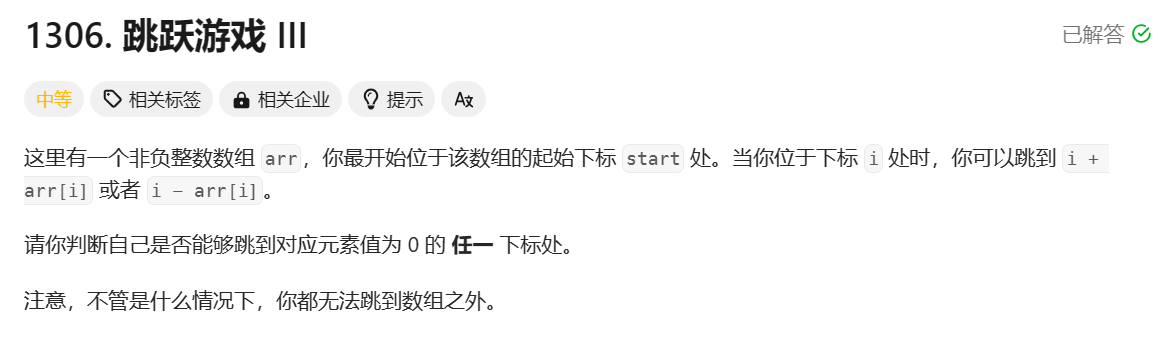 1306. 跳跃游戏 III
已解答
中等 相关标签 相关企业 提示
这里有一个非负整数数组 arr，你最开始位于该数组的起始下标 start 处。当你位于下标 i 处时，你可以跳到 i +
arr[i] 或者 i - arr[i]。
请你判断自己是否能够跳到对应元素值为 0 的 任一 下标处。
注意，不管是什么情况下，你都无法跳到数组之外。